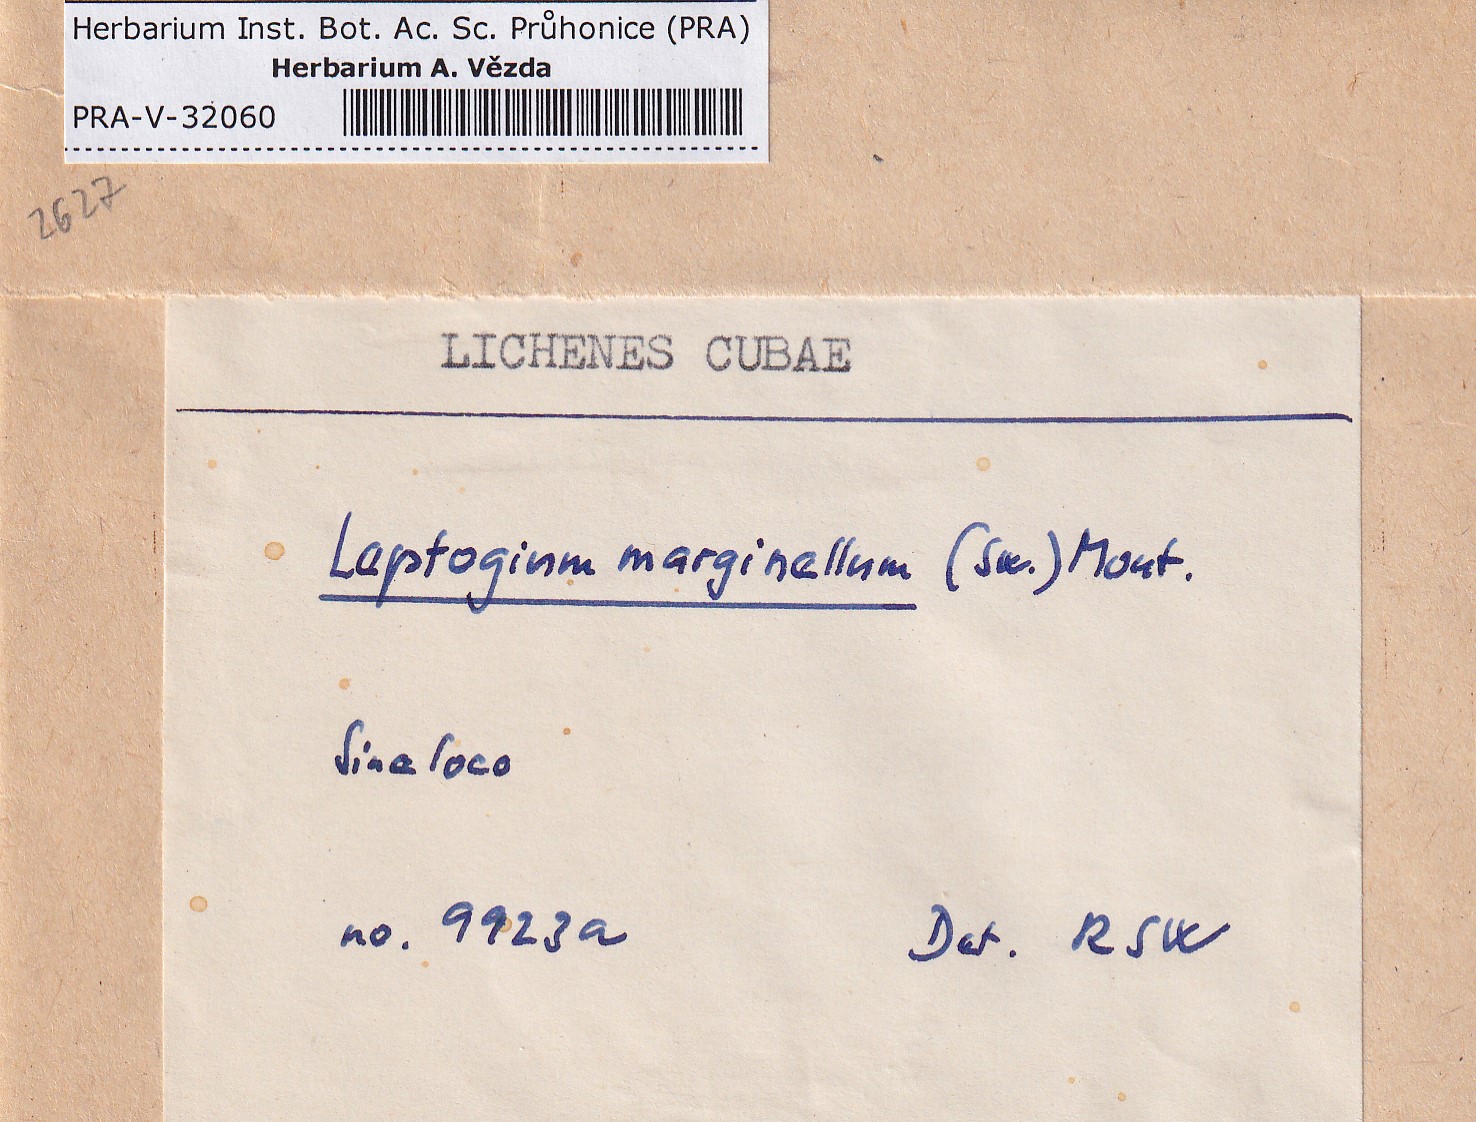 Herbarium Inst. Bot. Ac. Sc. Průhonice (PRA)
Herbarium A. Vězda
PRA-V-32060
2627
LICHENES CUBAE
Leptogium marginellum (Sw.) Mont.
Sine loco
no. 9923a Det. RSW